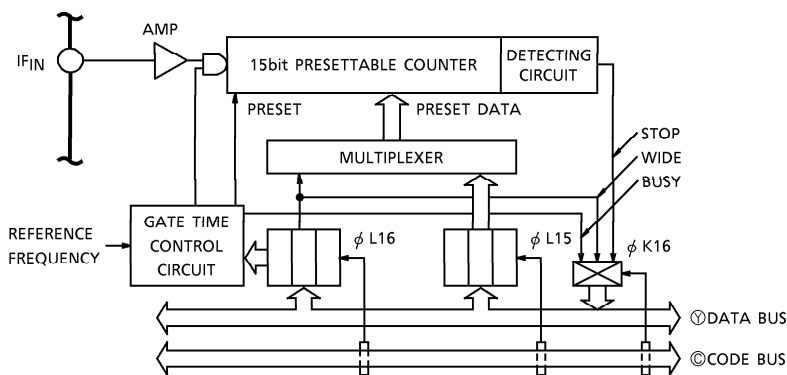 AMP
IFIN
15bit PRESETTABLE COUNTER
DETECTING
CIRCUIT
PRESET
PRESET DATA
STOP
WIDE
BUSY
MULTIPLEXER
REFERENCE
FREQUENCY
GATE TIME
CONTROL
CIRCUIT
ϕ L16
ϕ L15
ϕ K16
ⓎDATA BUS
ⒸCODE BUS